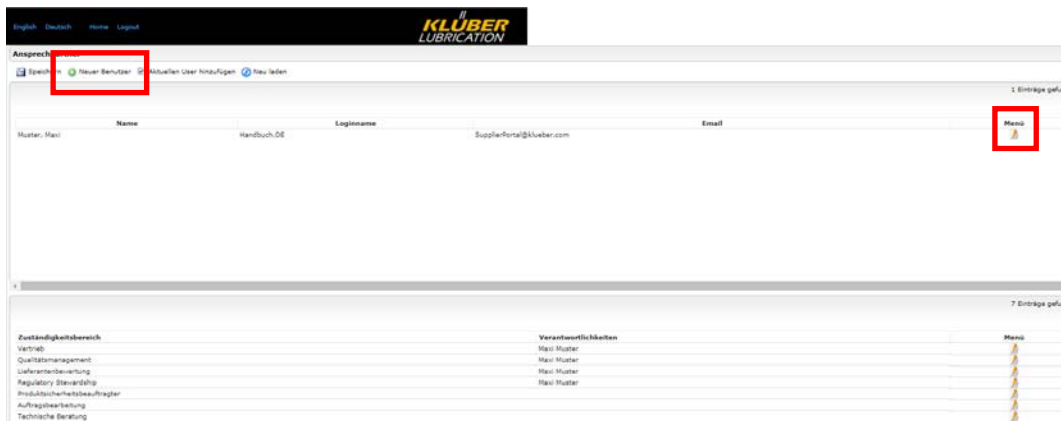 English Deutsch Home Logout
KLÜBER
LUBRICATION
Speichern Neuer Benutzer Aktuellen User hinzufügen Neu laden
1 Einträge
Name Loginname Email Menü
Muster, Maxi Handbuch.DE SupplierPortal@klueber.com
7 Einträge
Zuständigkeitsbereich Verantwortlichkeiten Menü
Vertrieb Maxi Muster
Qualitätsmanagement Maxi Muster
Lieferantenbewertung Maxi Muster
Regulatory Stewardship Maxi Muster
Produktsicherheitsbeauftragter
Auftragsbearbeitung
Technische Beratung